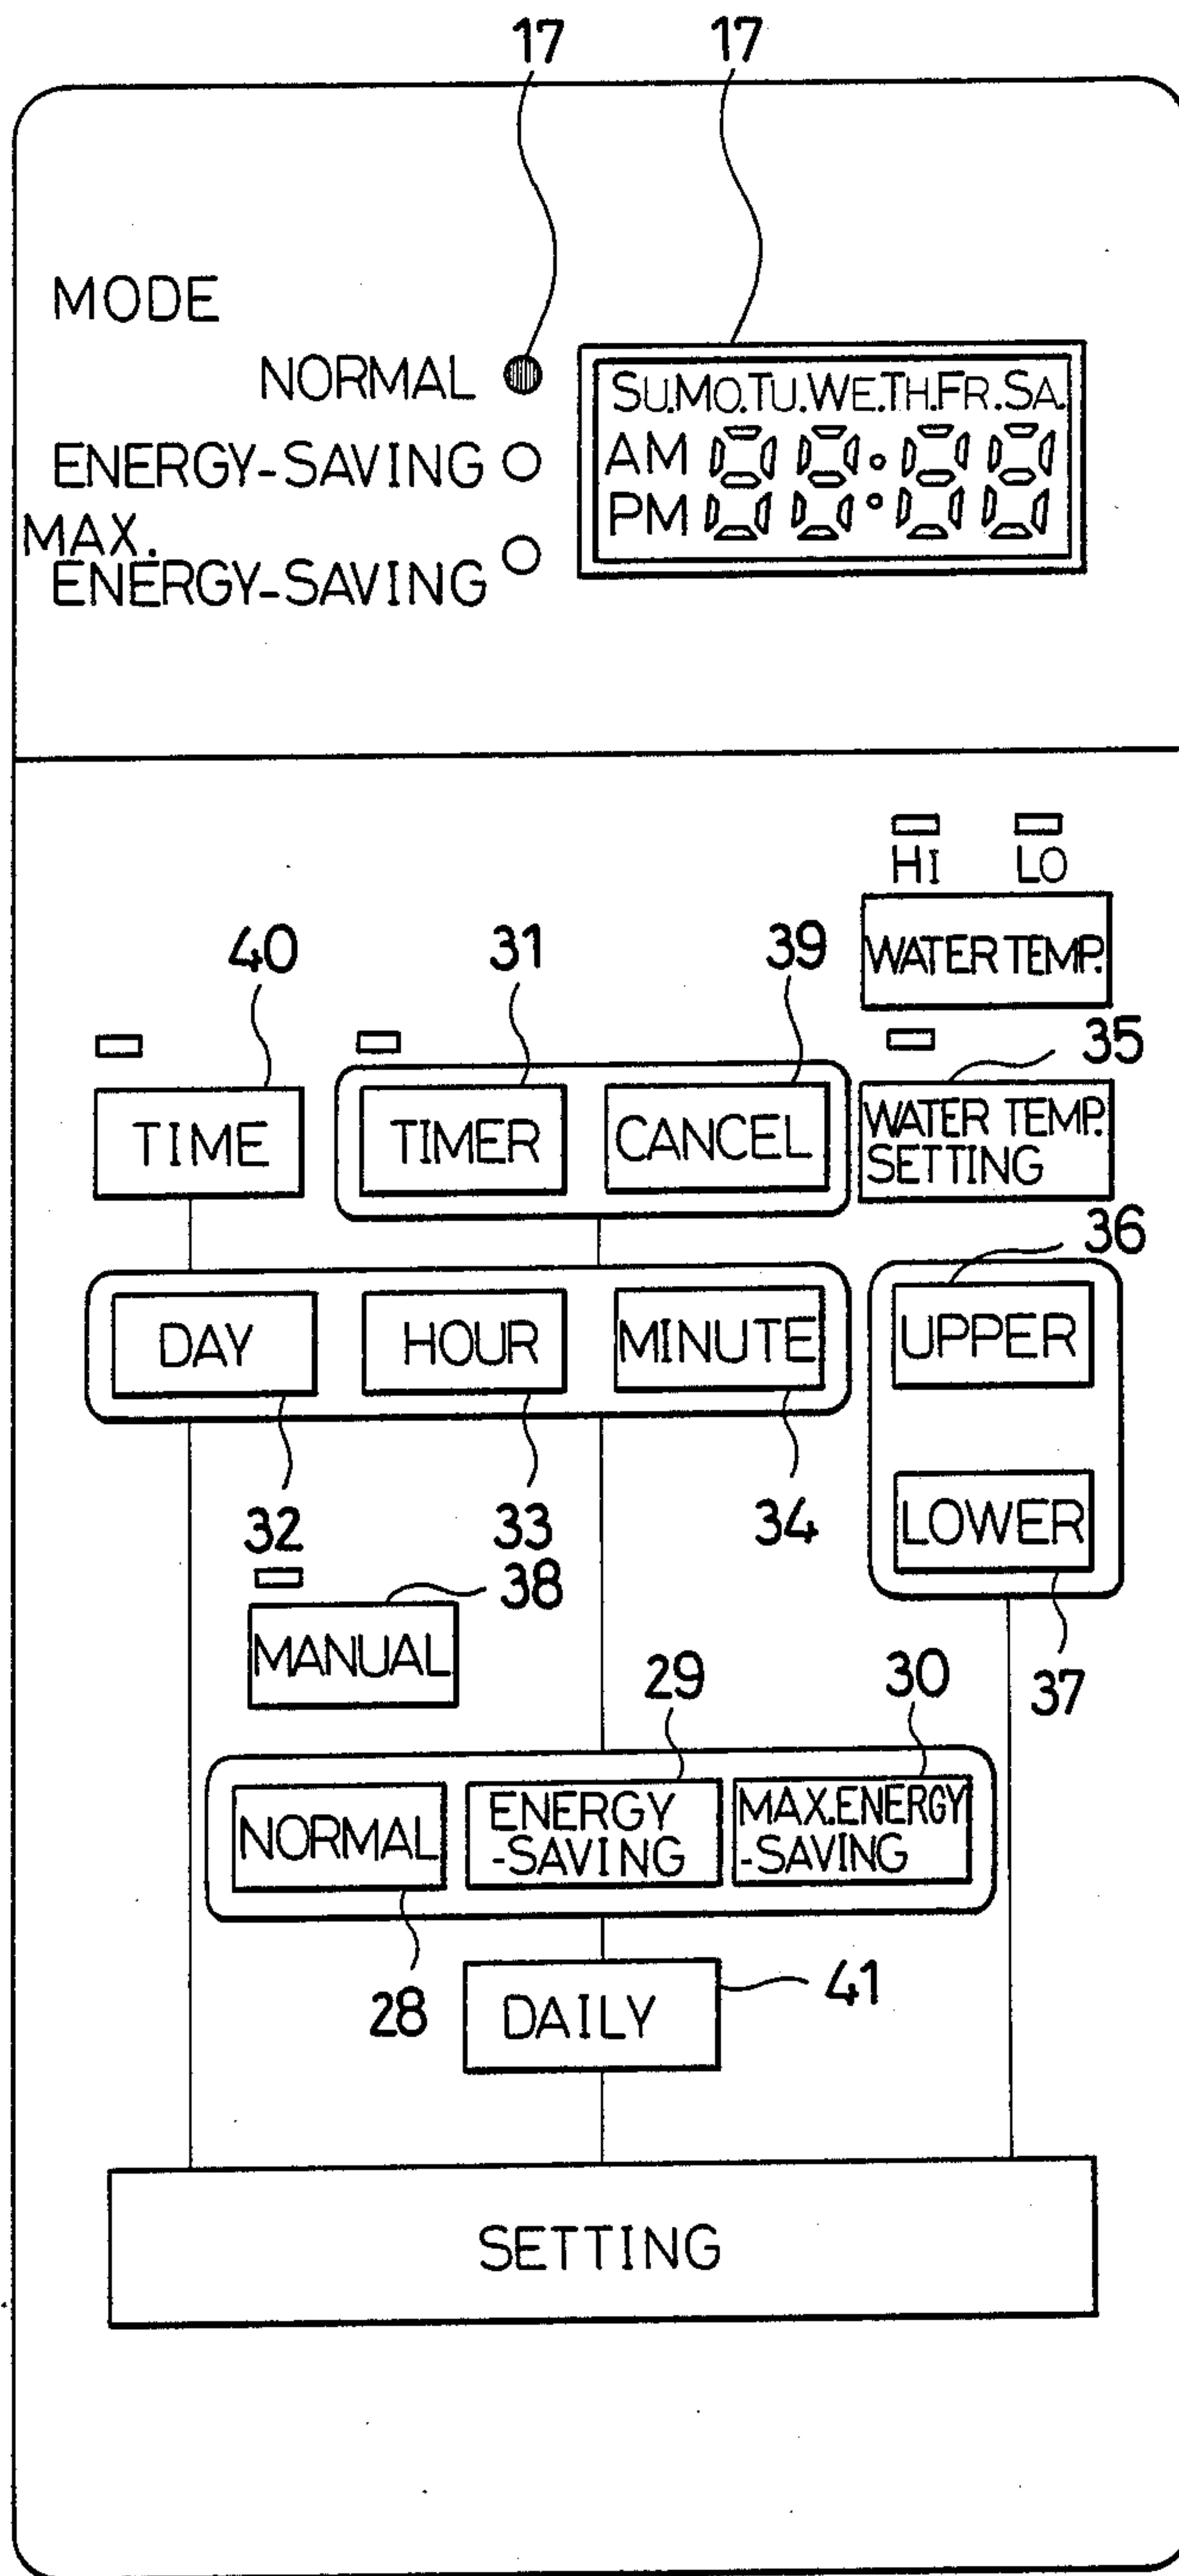 17 17
MODE
NORMAL
ENERGY-SAVING
MAX.
ENERGY-SAVING
SU.MO.TU.WE.TH.FR.SA.
AM 88:88
PM
HI LO
WATER TEMP.
40 31 39
35
TIME TIMER CANCEL
WATER TEMP.
SETTING
36
DAY HOUR MINUTE UPPER
LOWER
32 33 34
38
37
MANUAL
29 30
NORMAL
ENERGY
-SAVING
MAX.ENERGY
-SAVING
28 41
DAILY
SETTING